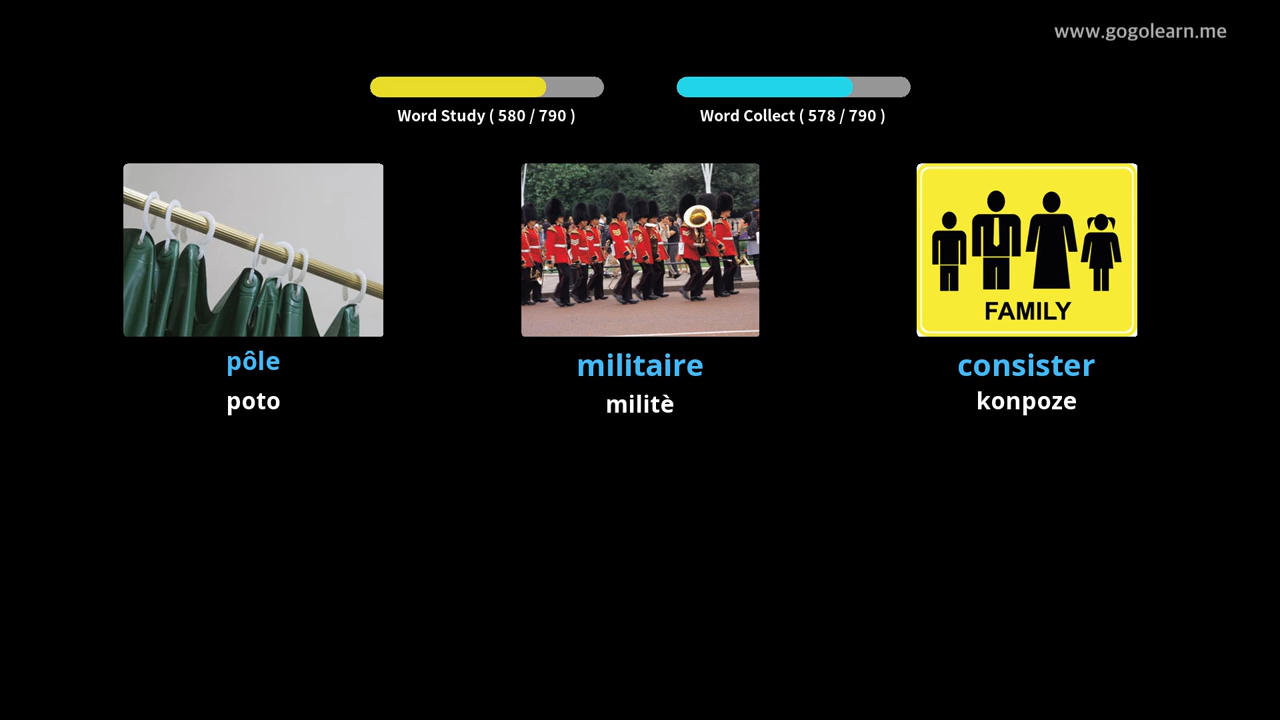 www.gogolearn.me
Word Study ( 580 / 790 )
Word Collect ( 578 / 790 )
FAMILY
pôle
militaire
consister
poto
militè
konpoze